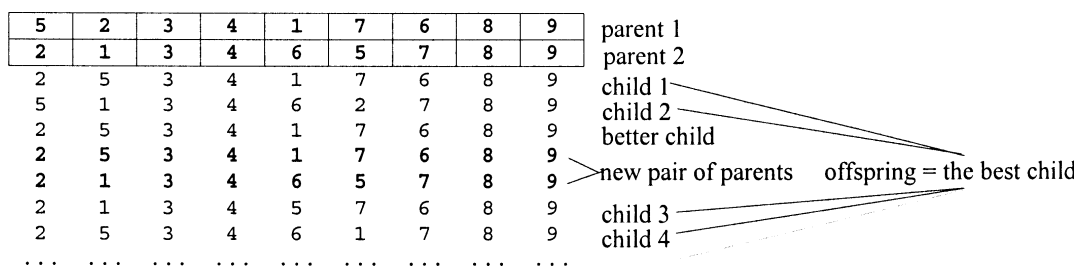 5 2 3 4 1 7 6 8 9 parent 1
2 1 3 4 6 5 7 8 9 parent 2
2 5 3 4 1 7 6 8 9 child 1
5 1 3 4 6 2 7 8 9 child 2
2 5 3 4 1 7 6 8 9 better child
2 5 3 4 1 7 6 8 9
new pair of parents offspring = the best child
2 1 3 4 6 5 7 8 9
2 1 3 4 5 7 6 8 9 child 3
2 5 3 4 6 1 7 8 9 child 4
... ... ... ... ... ... ... ... ...